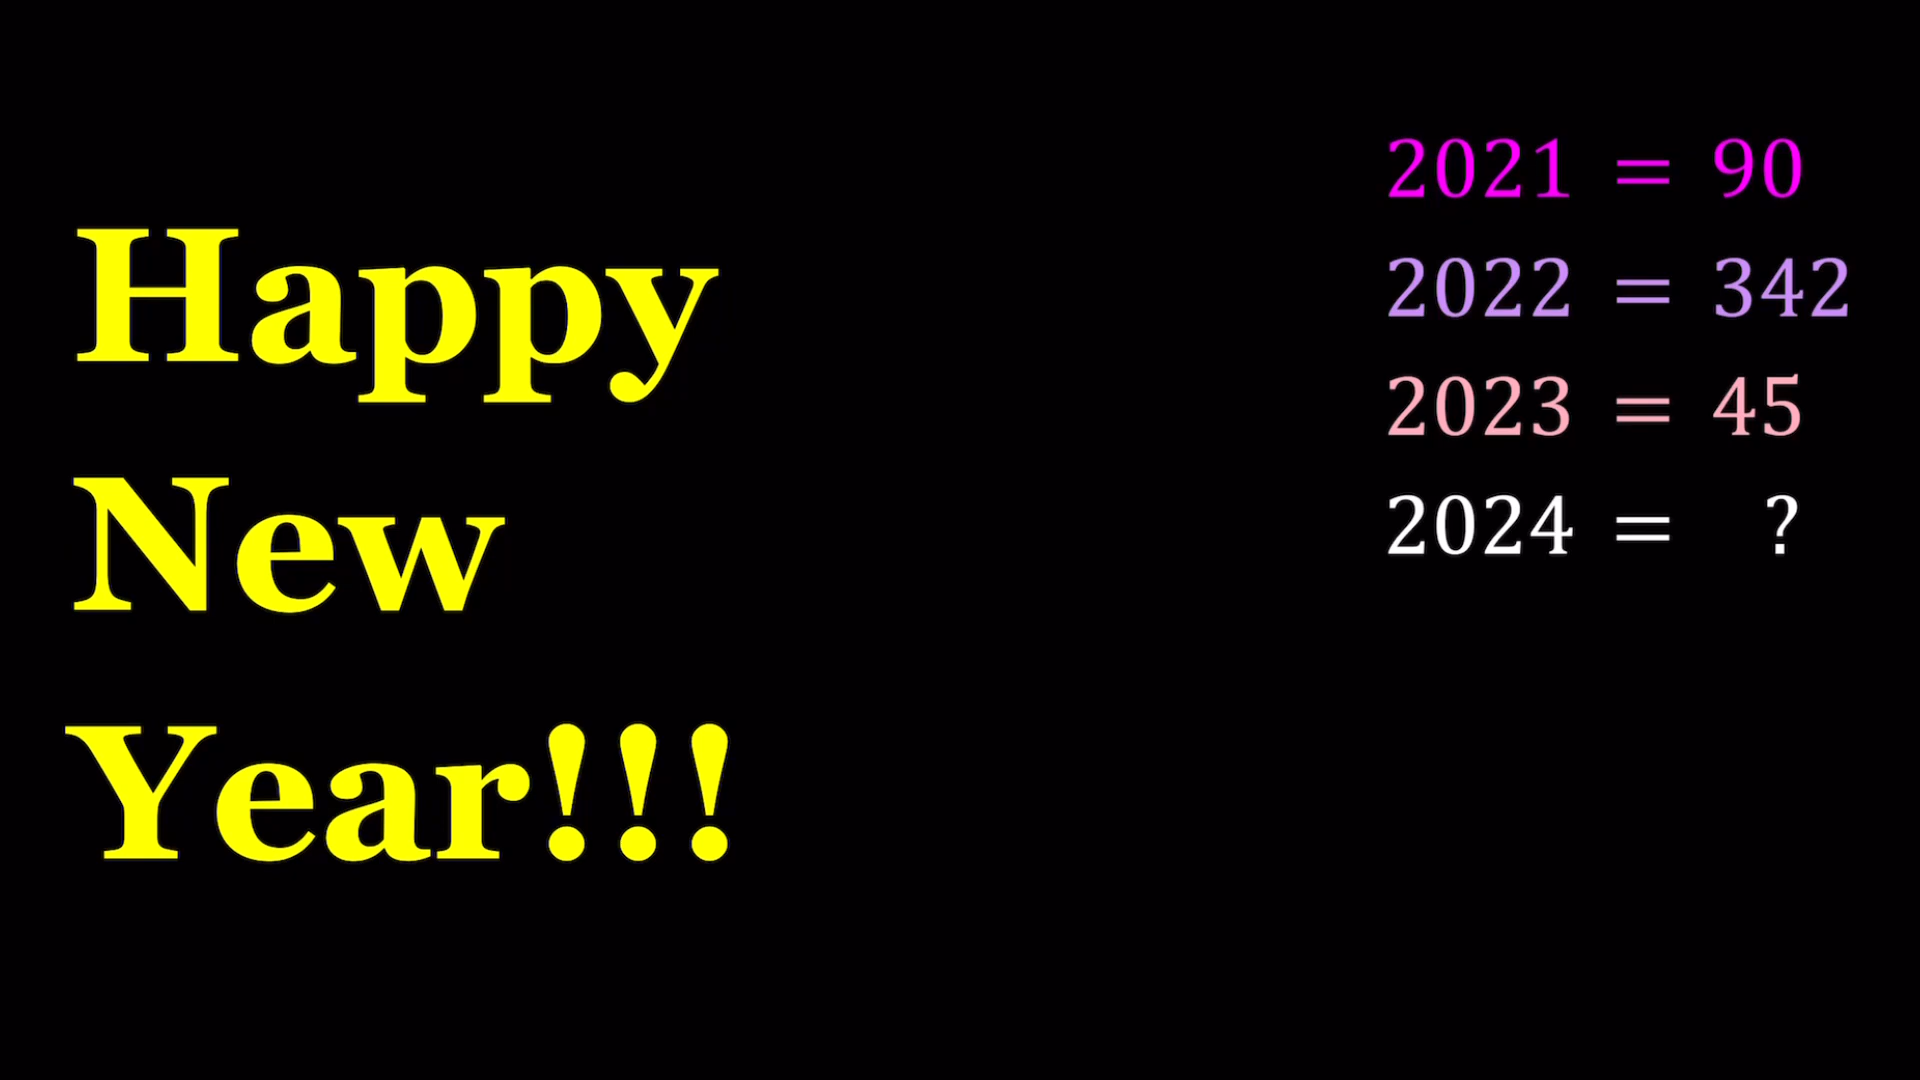 Happy
New
Year!!!
2021 = 90
2022 = 342
2023 = 45
2024 = ?